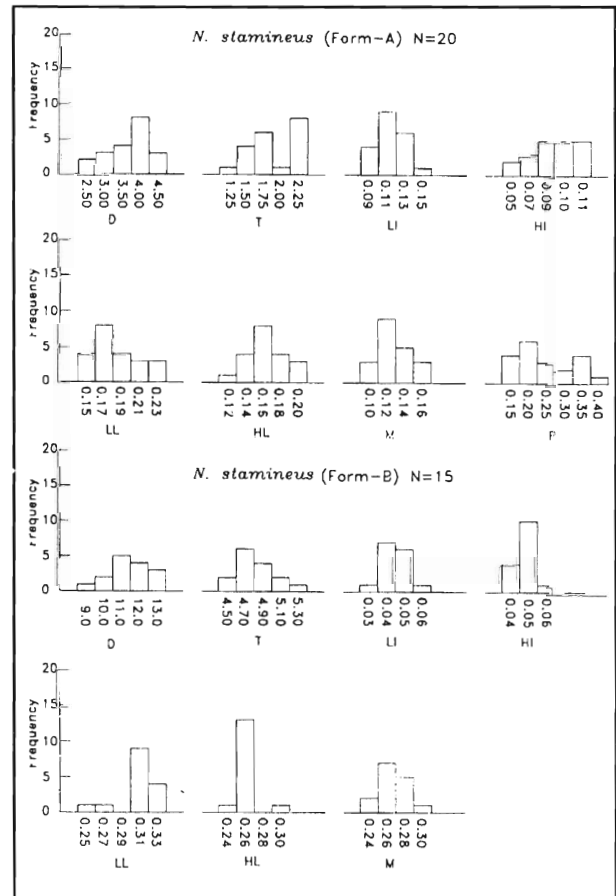 N. stamineus (Form-A) N=20
Frequency
20
15
10
5
0
2.50 3.00 3.50 4.00 4.50
D
1.25 1.50 1.75 2.00 2.25
T
0.09 0.11 0.13 0.15
LI
0.05 0.07 0.09 0.10 0.11
HI
Frequency
20
15
10
5
0
0.15 0.17 0.19 0.21 0.23
LL
0.12 0.14 0.16 0.18 0.20
HL
0.10 0.12 0.14 0.16
M
0.15 0.20 0.25 0.30 0.35 0.40
P
N. stamineus (Form-B) N=15
Frequency
20
15
10
5
0
9.0 10.0 11.0 12.0 13.0
D
4.50 4.70 4.90 5.10 5.30
T
0.03 0.04 0.05 0.06
LI
0.04 0.05 0.06
HI
Frequency
20
15
10
5
0
0.25 0.27 0.29 0.31 0.33
LL
0.24 0.26 0.28 0.30
HL
0.24 0.26 0.28 0.30
M